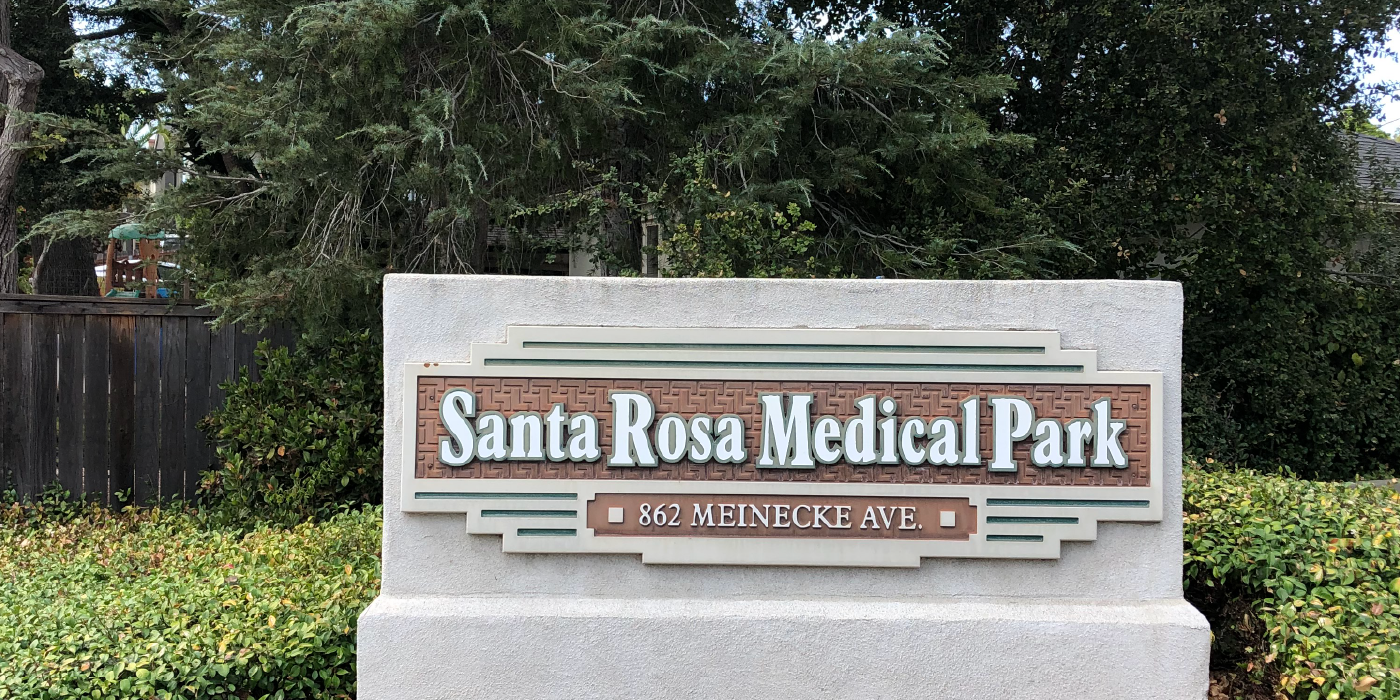 Santa Rosa Medical Park
862 MEINECKE AVE.